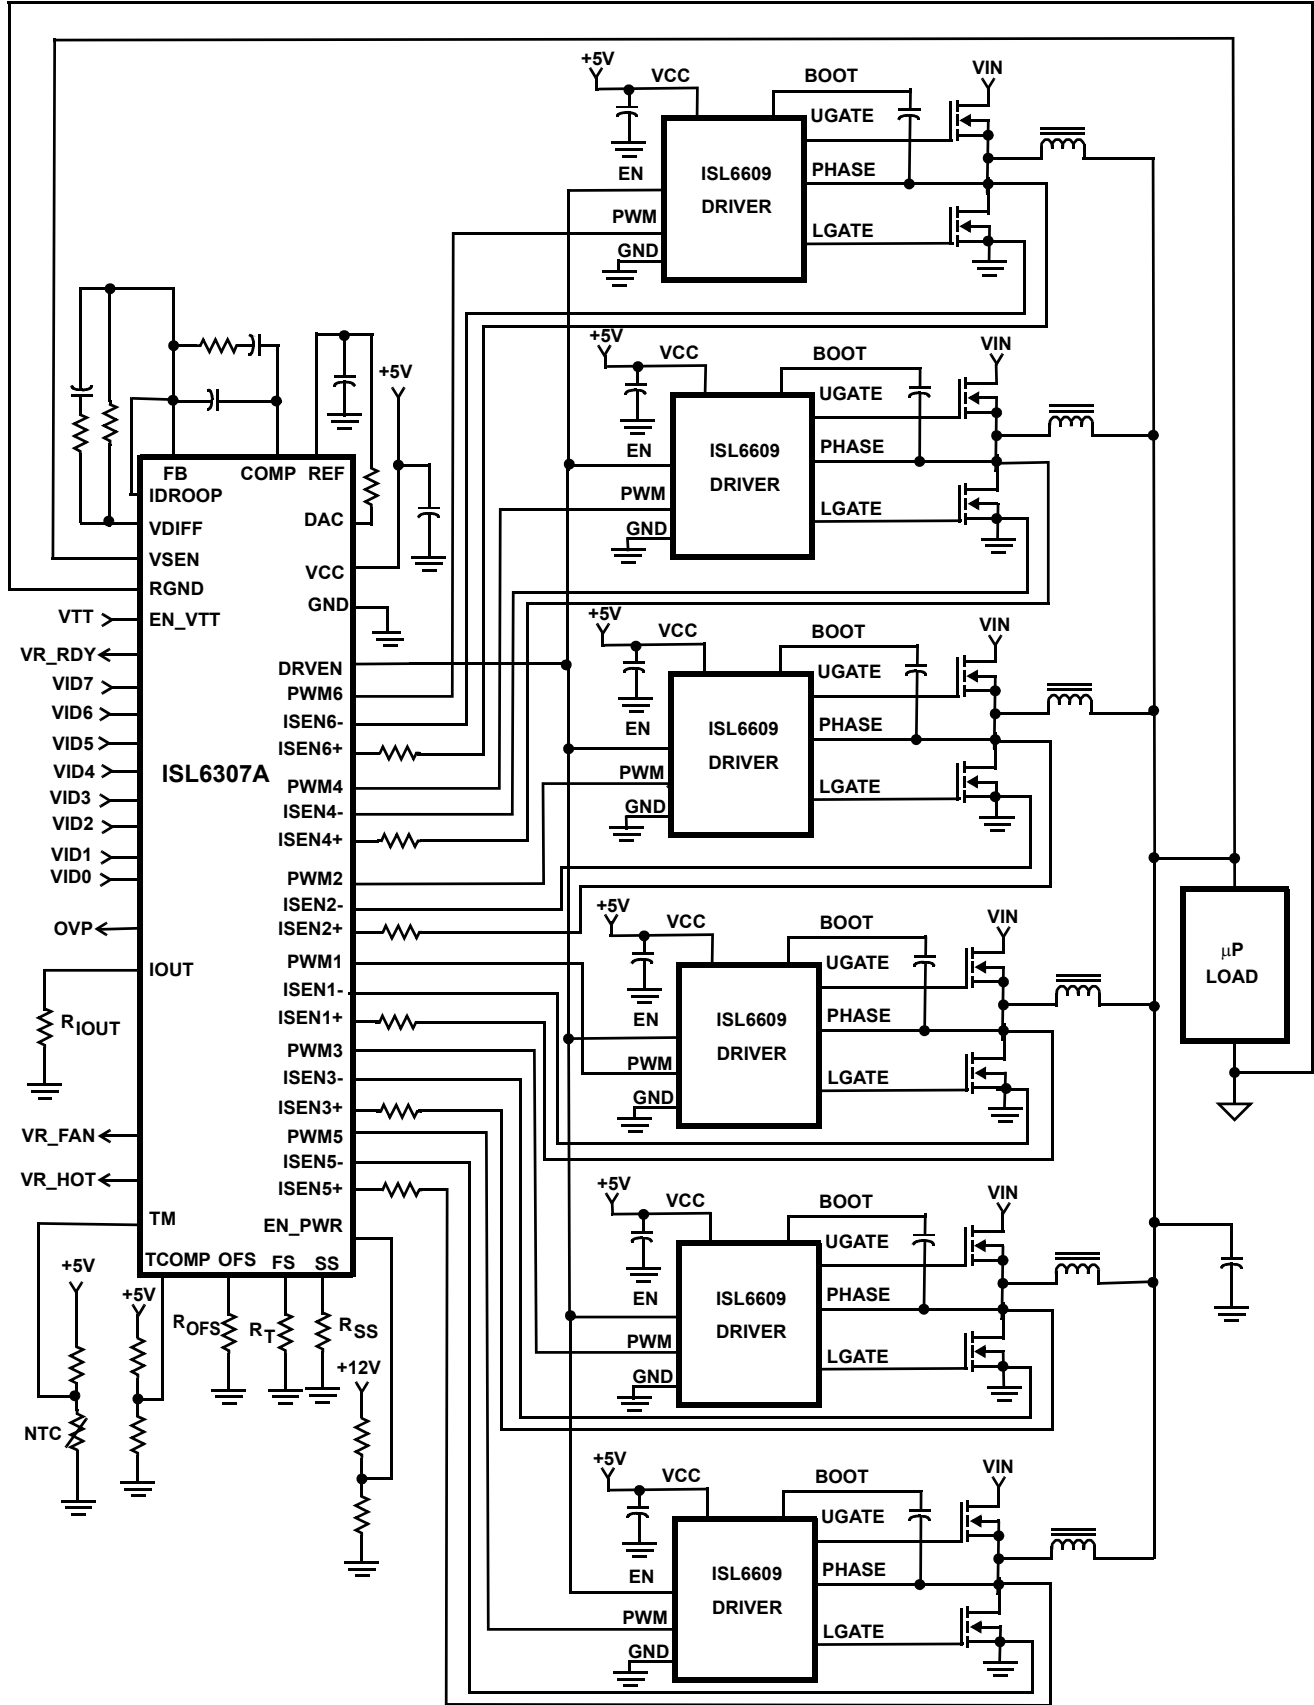 +5V
VCC
BOOT
VIN
UGATE
EN
ISL6609
DRIVER
PHASE
PWM
LGATE
GND
+5V
VCC
BOOT
VIN
UGATE
EN
ISL6609
DRIVER
PHASE
PWM
LGATE
GND
+5V
VCC
BOOT
VIN
UGATE
EN
ISL6609
DRIVER
PHASE
PWM
LGATE
GND
+5V
VCC
BOOT
VIN
UGATE
EN
ISL6609
DRIVER
PHASE
PWM
LGATE
GND
+5V
VCC
BOOT
VIN
UGATE
EN
ISL6609
DRIVER
PHASE
PWM
LGATE
GND
+5V
VCC
BOOT
VIN
UGATE
EN
ISL6609
DRIVER
PHASE
PWM
LGATE
GND
+5V
FB
COMP
REF
IDROOP
VDIFF
VSEN
RGND
VTT
EN_VTT
VR_RDY
VID7
VID6
VID5
VID4
VID3
VID2
VID1
VID0
OVP
IOUT
RIOUT
VR_FAN
VR_HOT
TM
ISL6307A
DAC
VCC
GND
DRVEN
PWM6
ISEN6-
ISEN6+
PWM4
ISEN4-
ISEN4+
PWM2
ISEN2-
ISEN2+
PWM1
ISEN1-
ISEN1+
PWM3
ISEN3-
ISEN3+
PWM5
ISEN5-
ISEN5+
EN_PWR
TCOMP
OFS
FS
SS
+5V
+5V
ROFS
RT
RSS
+12V
NTC
μP
LOAD